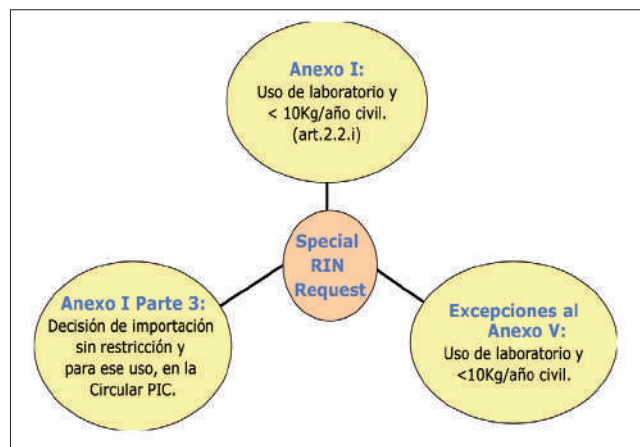 Anexo I:
Uso de laboratorio y
< 10Kg/año civil.
(art.2.2.i)
Special
RIN
Request
Anexo I Parte 3:
Decisión de importación
sin restricción y
para ese uso, en la
Circular PIC.
Excepciones al
Anexo V:
Uso de laboratorio y
<10Kg/año civil.